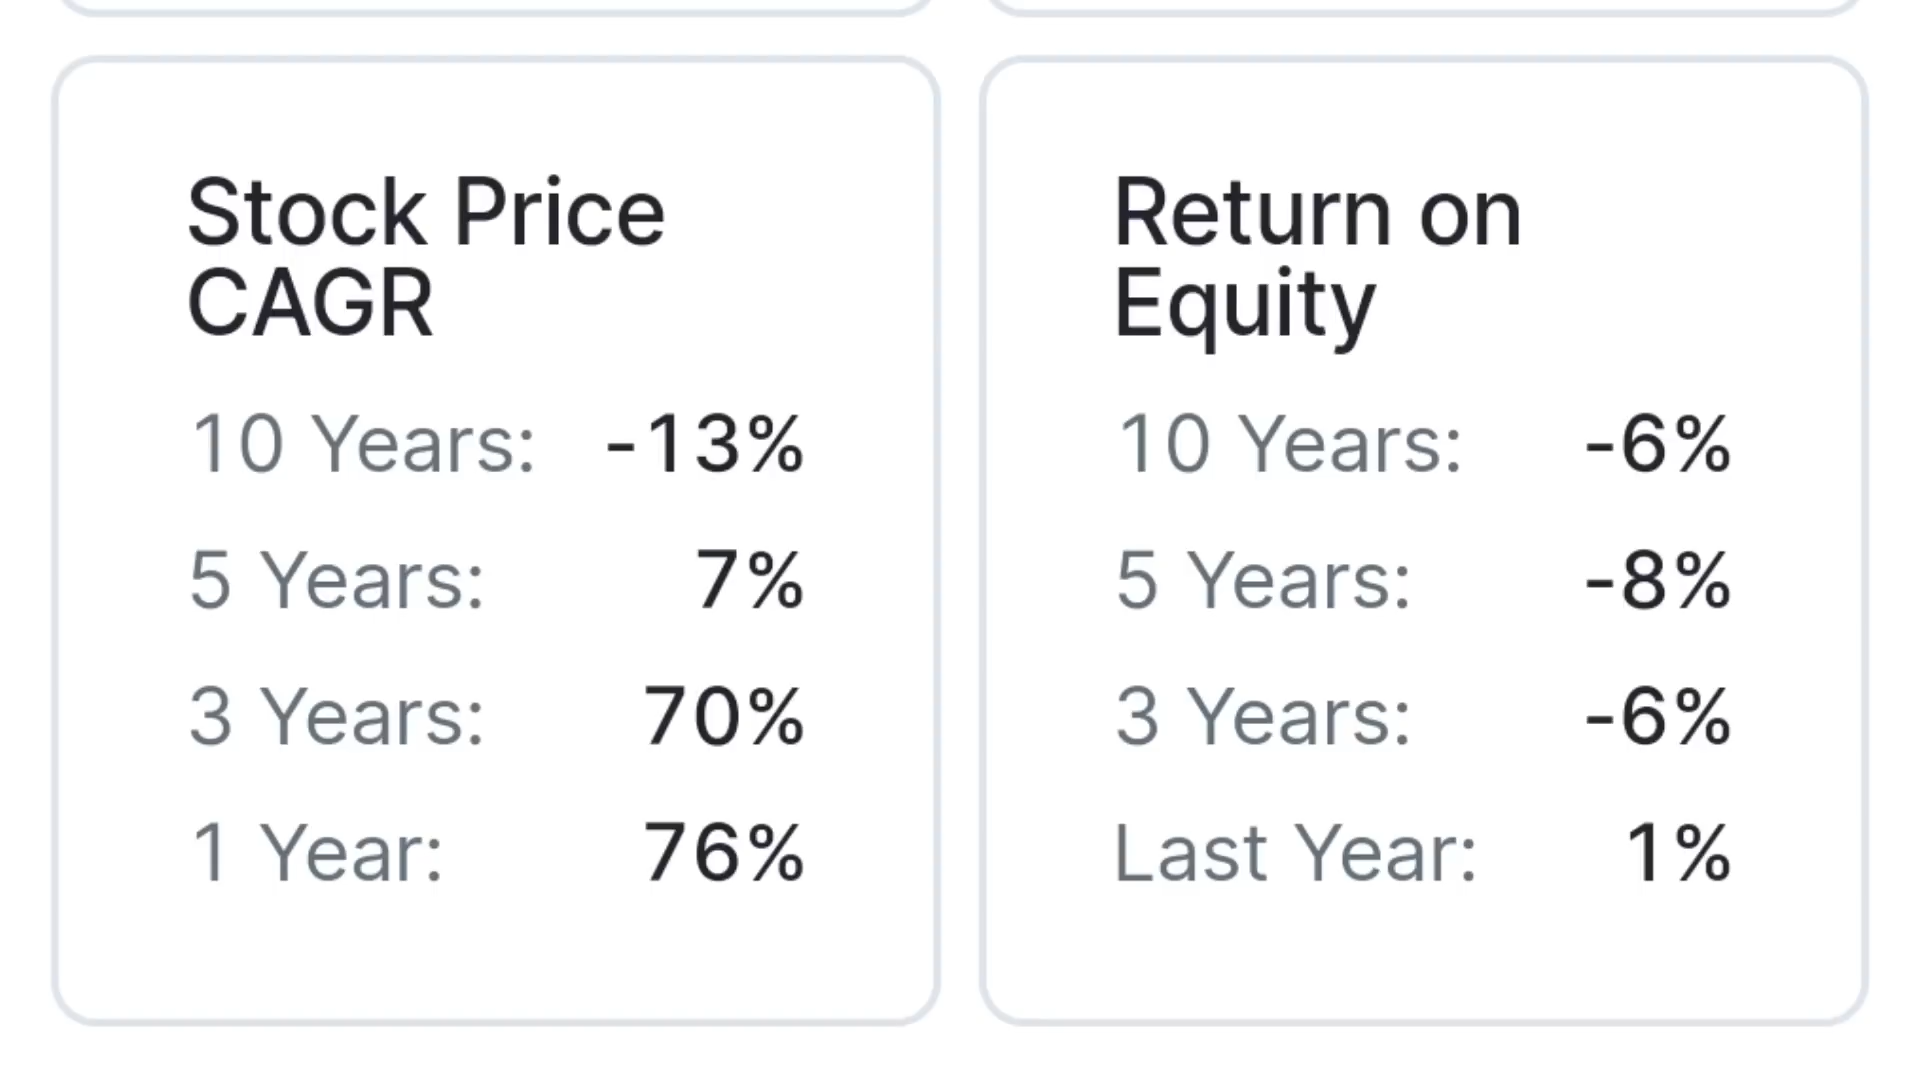 Stock Price
CAGR
10 Years: -13%
5 Years: 7%
3 Years: 70%
1 Year: 76%
Return on
Equity
10 Years: -6%
5 Years: -8%
3 Years: -6%
Last Year: 1%